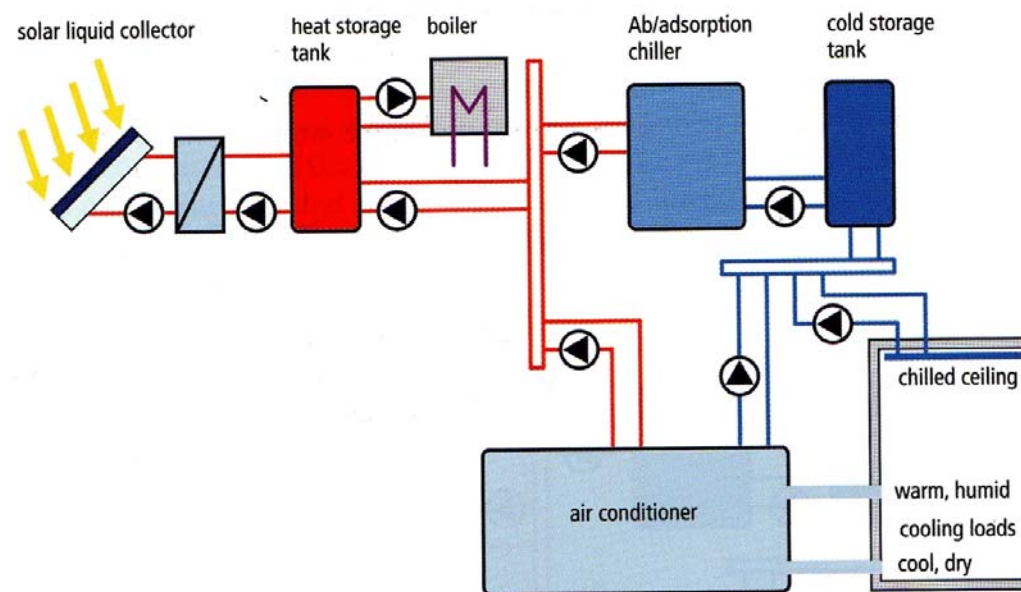 solar liquid collector
heat storage
tank
boiler
Ab/adsorption
chiller
cold storage
tank
chilled ceiling
air conditioner
warm, humid
cooling loads
cool, dry